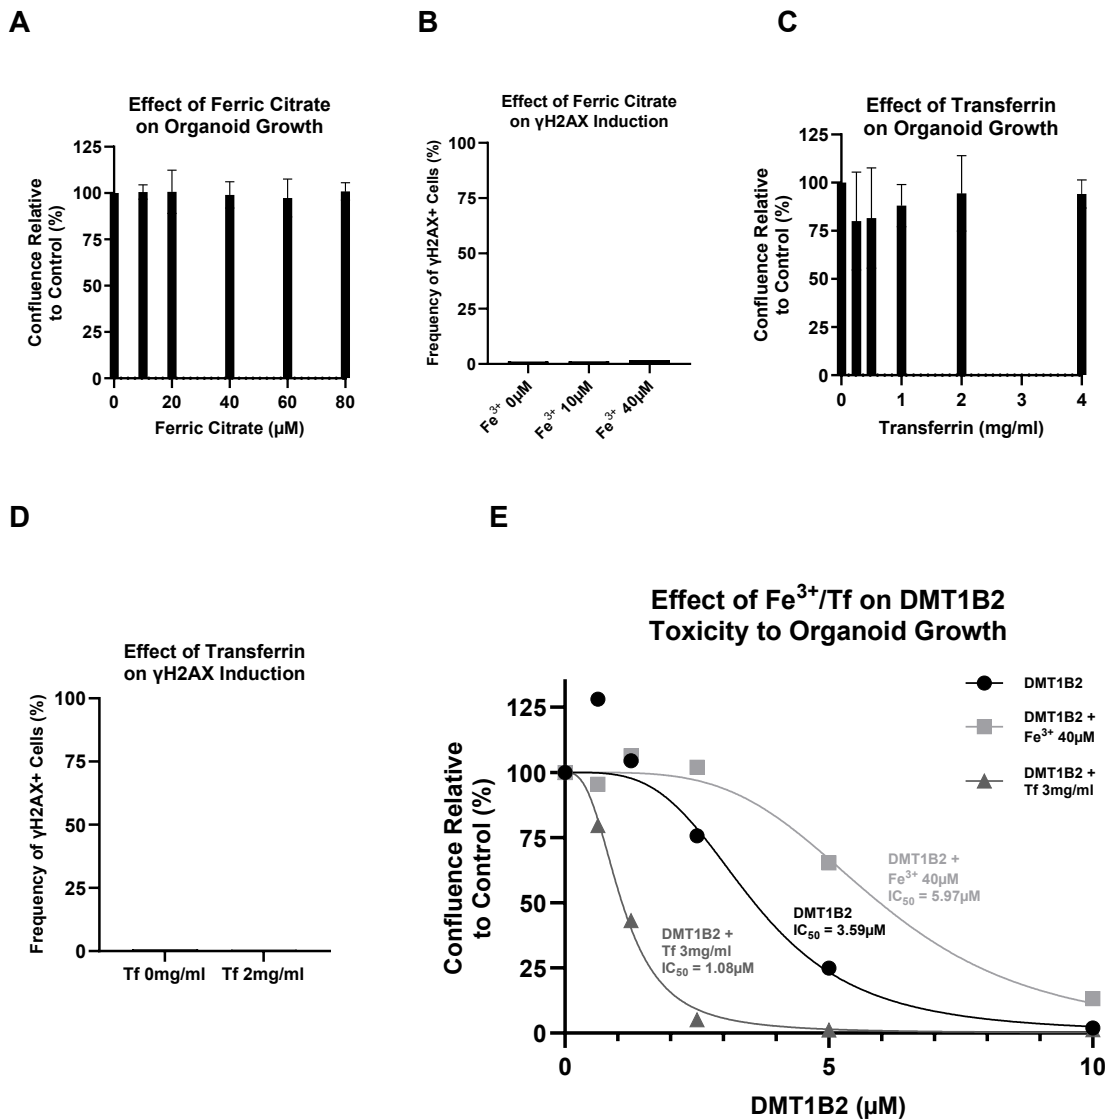 A
Effect of Ferric Citrate
on Organoid Growth
Confluence Relative
to Control (%)
125
100
75
50
25
0
0 20 40 60 80
Ferric Citrate (µM)
B
Effect of Ferric Citrate
on γH2AX Induction
Frequency of γH2AX+ Cells (%)
100
75
50
25
0
Fe³⁺ 0µM
Fe³⁺ 10µM
Fe³⁺ 40µM
C
Effect of Transferrin
on Organoid Growth
Confluence Relative
to Control (%)
125
100
75
50
25
0
0 1 2 3 4
Transferrin (mg/ml)
D
Effect of Transferrin
on γH2AX Induction
Frequency of γH2AX+ Cells (%)
100
75
50
25
0
Tf 0mg/ml Tf 2mg/ml
E
Effect of Fe³⁺/Tf on DMT1B2
Toxicity to Organoid Growth
Confluence Relative
to Control (%)
125
100
75
50
25
0
0 5 10
DMT1B2 (µM)
DMT1B2
DMT1B2 +
Fe³⁺ 40µM
DMT1B2 +
Tf 3mg/ml
DMT1B2 +
Fe³⁺ 40µM
IC₅₀ = 5.97µM
DMT1B2
IC₅₀ = 3.59µM
DMT1B2 +
Tf 3mg/ml
IC₅₀ = 1.08µM